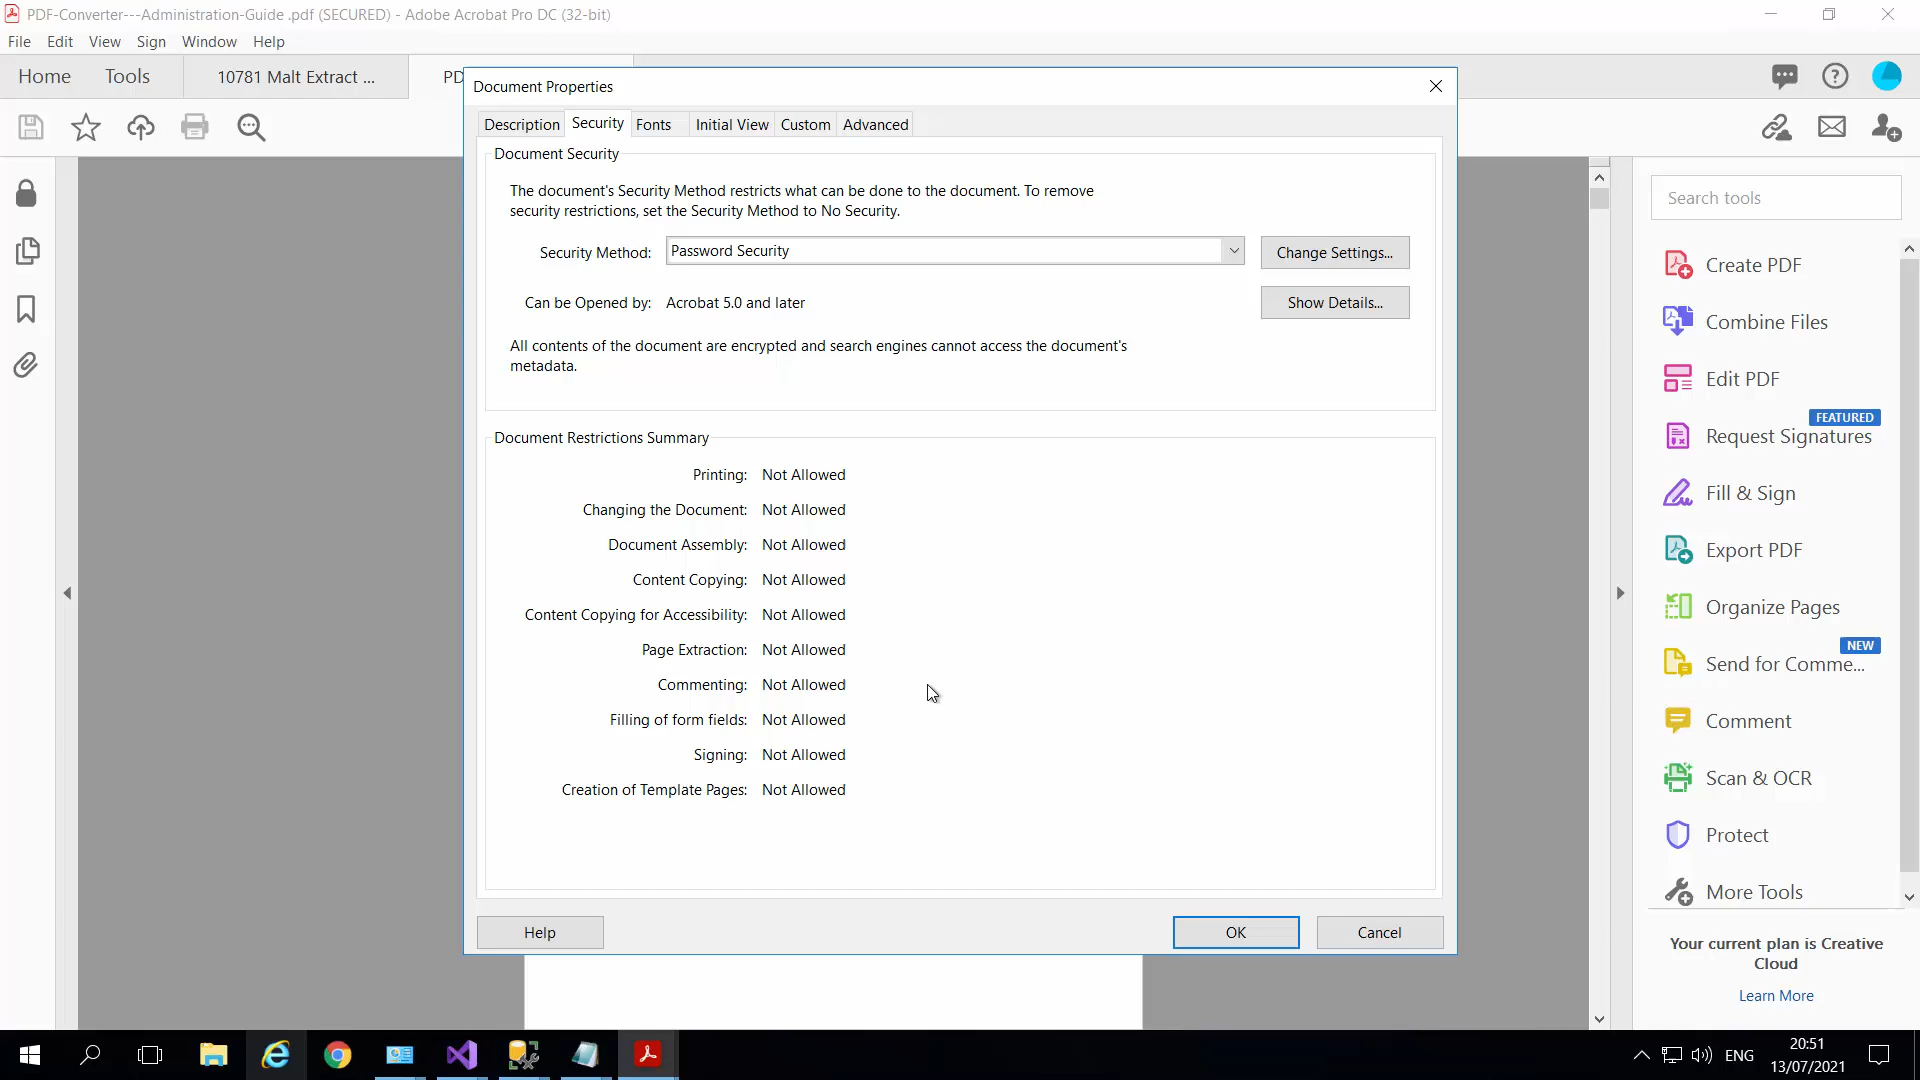 PDF-Converter---Administration-Guide .pdf (SECURED) - Adobe Acrobat Pro DC (32-bit)
File Edit View Sign Window Help
Home Tools 10781 Malt Extract ... PD
Document Properties
Description Security Fonts Initial View Custom Advanced
Document Security
The document's Security Method restricts what can be done to the document. To remove
security restrictions, set the Security Method to No Security.
Security Method: Password Security Change Settings...
Can be Opened by: Acrobat 5.0 and later Show Details...
All contents of the document are encrypted and search engines cannot access the document's
metadata.
Document Restrictions Summary
Printing: Not Allowed
Changing the Document: Not Allowed
Document Assembly: Not Allowed
Content Copying: Not Allowed
Content Copying for Accessibility: Not Allowed
Page Extraction: Not Allowed
Commenting: Not Allowed
Filling of form fields: Not Allowed
Signing: Not Allowed
Creation of Template Pages: Not Allowed
Help OK Cancel
Search tools
Create PDF
Combine Files
Edit PDF
FEATURED
Request Signatures
Fill & Sign
Export PDF
Organize Pages
NEW
Send for Comme...
Comment
Scan & OCR
Protect
More Tools
Your current plan is Creative
Cloud
Learn More
ENG
20:51
13/07/2021